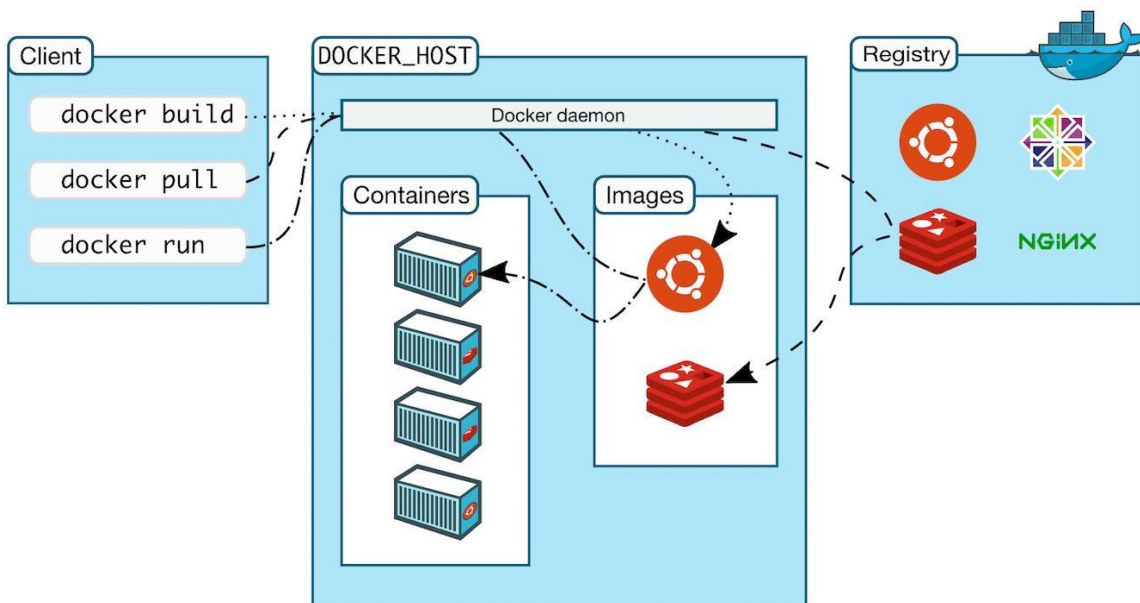 Client
docker build
docker pull
docker run
DOCKER_HOST
Docker daemon
Containers
Images
Registry
NGINX